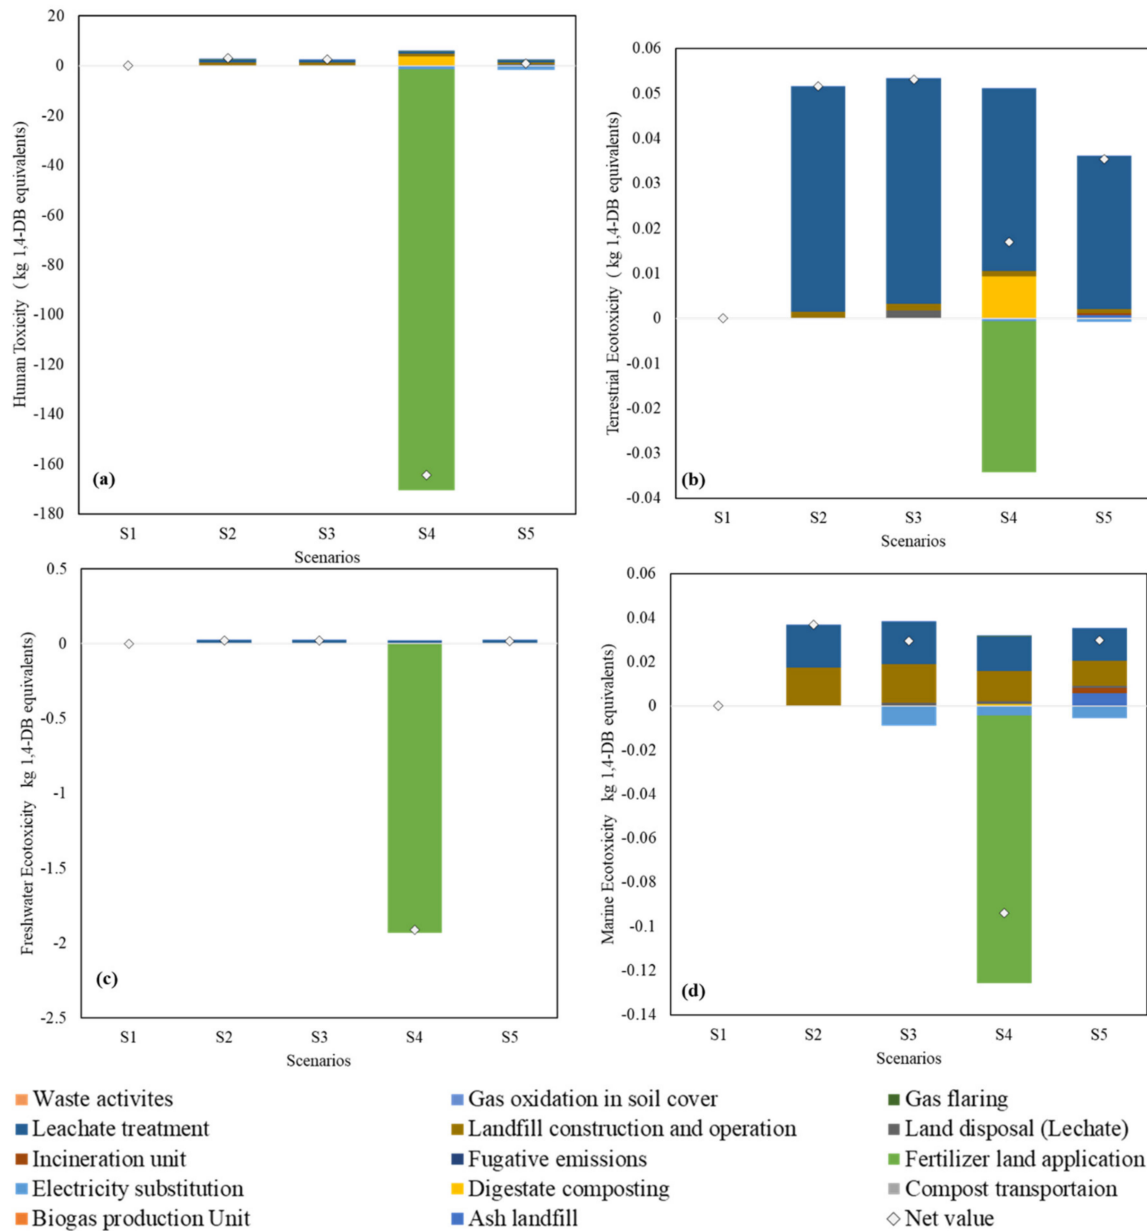 Human Toxicity ( kg 1,4-DB equivalents)
20
0
-20
-40
-60
-80
-100
-120
-140
-160
-180
(a)
S1 S2 S3 S4 S5
Scenarios
Terrestrial Ecotoxicity ( kg 1,4-DB equivalents)
0.06
0.05
0.04
0.03
0.02
0.01
0
-0.01
-0.02
-0.03
-0.04
(b)
S1 S2 S3 S4 S5
Scenarios
Freshwater Ecotoxicity kg 1,4-DB equivalents)
0.5
0
-0.5
-1
-1.5
-2
-2.5
(c)
S1 S2 S3 S4 S5
Scenarios
Marine Ecotoxicity kg 1,4-DB equivalents)
0.06
0.04
0.02
0
-0.02
-0.04
-0.06
-0.08
-0.1
-0.12
-0.14
(d)
S1 S2 S3 S4 S5
Scenarios
Waste activites Gas oxidation in soil cover Gas flaring
Leachate treatment Landfill construction and operation Land disposal (Lechate)
Incineration unit Fugative emissions Fertilizer land application
Electricity substitution Digestate composting Compost transportaion
Biogas production Unit Ash landfill Net value